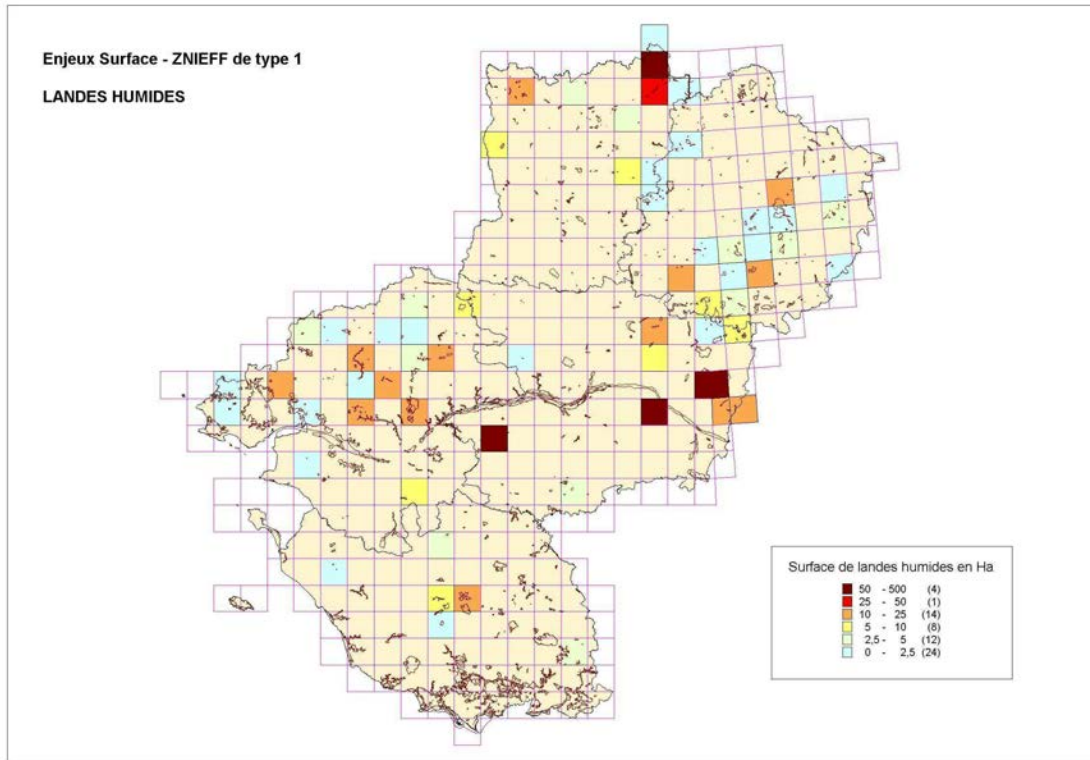 Enjeux Surface - ZNIEFF de type 1
LANDES HUMIDES
Surface de landes humides en Ha
50 - 500 (4)
25 - 50 (1)
10 - 25 (14)
5 - 10 (8)
2,5 - 5 (12)
0 - 2,5 (24)